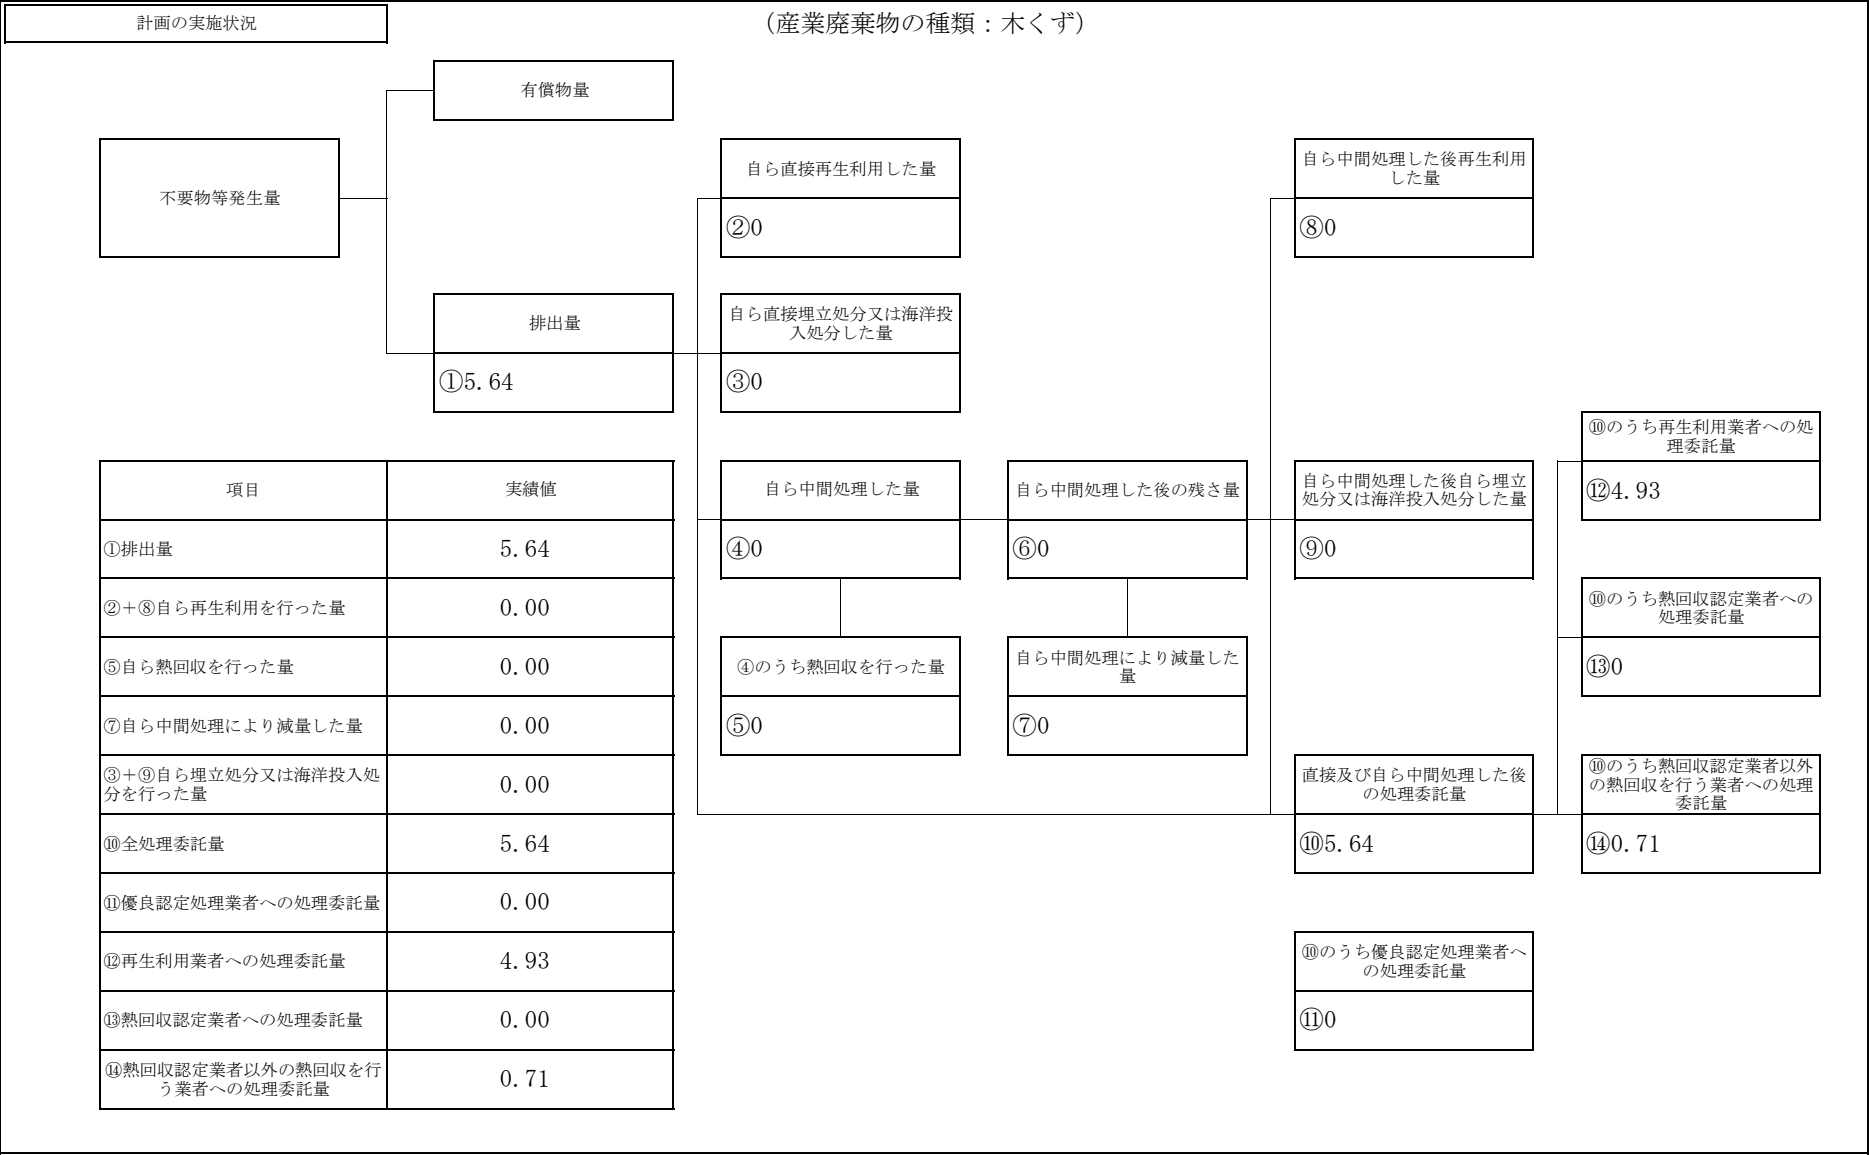 計画の実施状況
（産業廃棄物の種類：木くず）
有償物量
不要物等発生量
自ら直接再生利用した量
②0
自ら中間処理した後再生利用
した量
⑧0
排出量
①5.64
自ら直接埋立処分又は海洋投
入処分した量
③0
⑩のうち再生利用業者への処
理委託量
⑫4.93
自ら中間処理した量
④0
自ら中間処理した後の残さ量
⑥0
自ら中間処理した後自ら埋立
処分又は海洋投入処分した量
⑨0
⑩のうち熱回収認定業者への
処理委託量
⑬0
④のうち熱回収を行った量
⑤0
自ら中間処理により減量した
量
⑦0
直接及び自ら中間処理した後
の処理委託量
⑩5.64
⑩のうち熱回収認定業者以外
の熱回収を行う業者への処理
委託量
⑭0.71
⑩のうち優良認定処理業者へ
の処理委託量
⑪0
項目 実績値
①排出量 5.64
②＋⑧自ら再生利用を行った量 0.00
⑤自ら熱回収を行った量 0.00
⑦自ら中間処理により減量した量 0.00
③＋⑨自ら埋立処分又は海洋投入処
分を行った量 0.00
⑩全処理委託量 5.64
⑪優良認定処理業者への処理委託量 0.00
⑫再生利用業者への処理委託量 4.93
⑬熱回収認定業者への処理委託量 0.00
⑭熱回収認定業者以外の熱回収を行
う業者への処理委託量 0.71